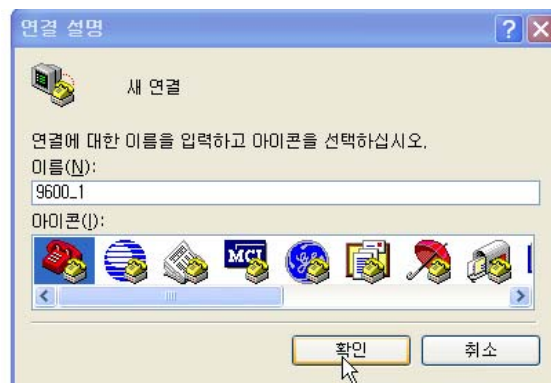 연결 설명
새 연결
연결에 대한 이름을 입력하고 아이콘을 선택하십시오.
이름(N):
9600_1
아이콘(I):
MCI
확인 취소